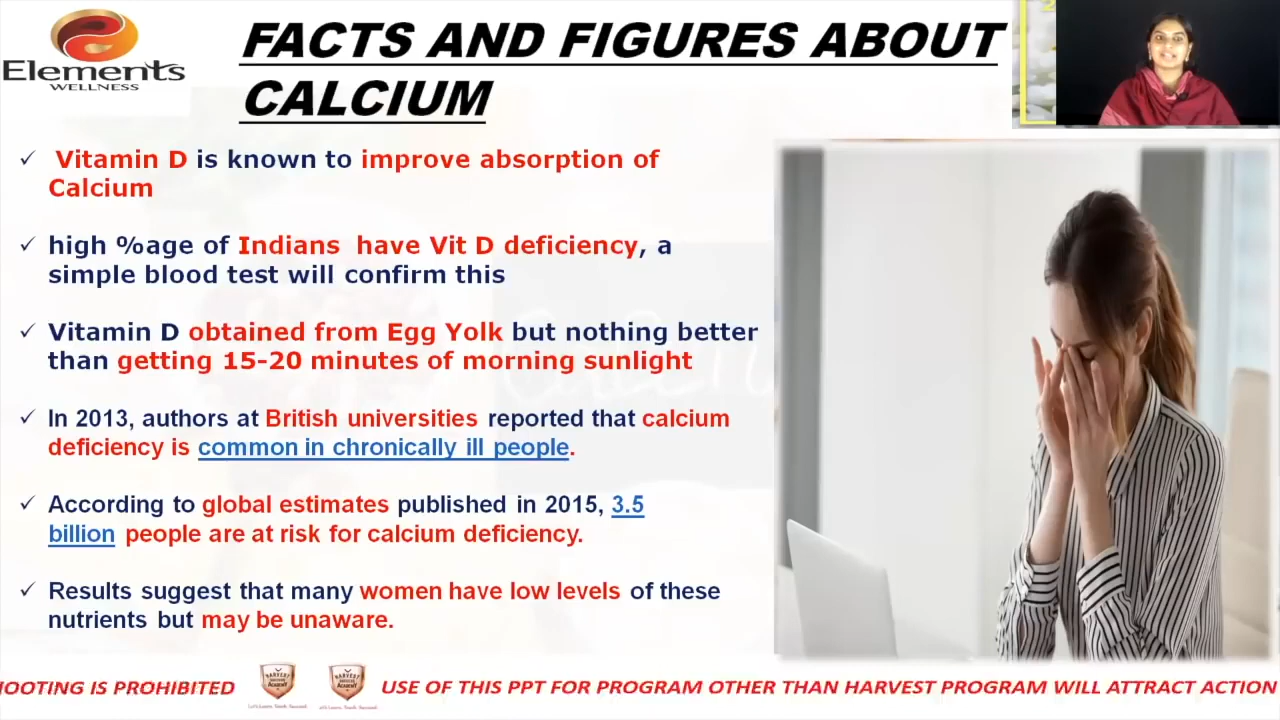 Elements
WELLNESS
FACTS AND FIGURES ABOUT
CALCIUM
✓ Vitamin D is known to improve absorption of
Calcium
✓ high %age of Indians have Vit D deficiency, a
simple blood test will confirm this
✓ Vitamin D obtained from Egg Yolk but nothing better
than getting 15-20 minutes of morning sunlight
✓ In 2013, authors at British universities reported that calcium
deficiency is common in chronically ill people.
✓ According to global estimates published in 2015, 3.5
billion people are at risk for calcium deficiency.
✓ Results suggest that many women have low levels of these
nutrients but may be unaware.
OOTING IS PROHIBITED
HARVEST
ACADEMY
HARVEST
ACADEMY
USE OF THIS PPT FOR PROGRAM OTHER THAN HARVEST PROGRAM WILL ATTRACT ACTION